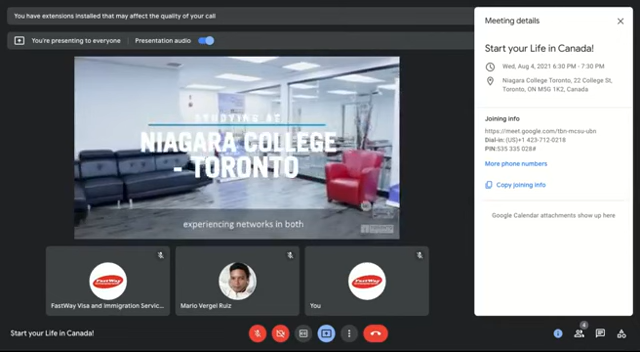 You have extensions installed that may affect the quality of your call
You're presenting to everyone
Presentation audio
STUDYING AT
NIAGARA COLLEGE
- TORONTO
experiencing networks in both
FastWay
FastWay Visa and Immigration Servic...
Mario Vergel Ruiz
FastWay
You
Start your Life in Canada!
Meeting details
Start your Life in Canada!
Wed, Aug 4, 2021 6:30 PM - 7:30 PM
Niagara College Toronto, 22 College St,
Toronto, ON M5G 1K2, Canada
Joining info
https://meet.google.com/tbn-mcsu-ubn
Dial-in: (US)+1 423-712-0218
PIN: 535 335 028#
More phone numbers
Copy joining info
Google Calendar attachments show up here
4